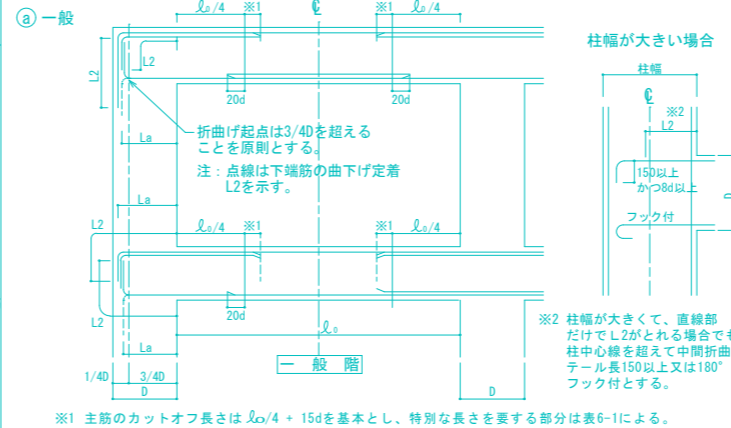 ⓐ 一般
ℓ₀/4 ※1 ℄ ※1 ℓ₀/4
L2
L2
20d
20d
折曲げ起点は3/4Dを超える
ことを原則とする。
注：点線は下端筋の曲下げ定着
L2を示す。
La
La
L2
ℓ₀/4 ※1
※1 ℓ₀/4
L2
20d
La
ℓ₀
一般階
1/4D 3/4D
D
D
柱幅が大きい場合
柱幅
℄ ※2
L2
150以上
かつ8d以上
D
フック付
※2 柱幅が大きくて、直線部
だけでL2がとれる場合でも
柱中心線を超えて中間折曲
テール長150以上又は180°
フック付とする。
※1 主筋のカットオフ長さは ℓ₀/4 + 15dを基本とし、特別な長さを要する部分は表6-1による。